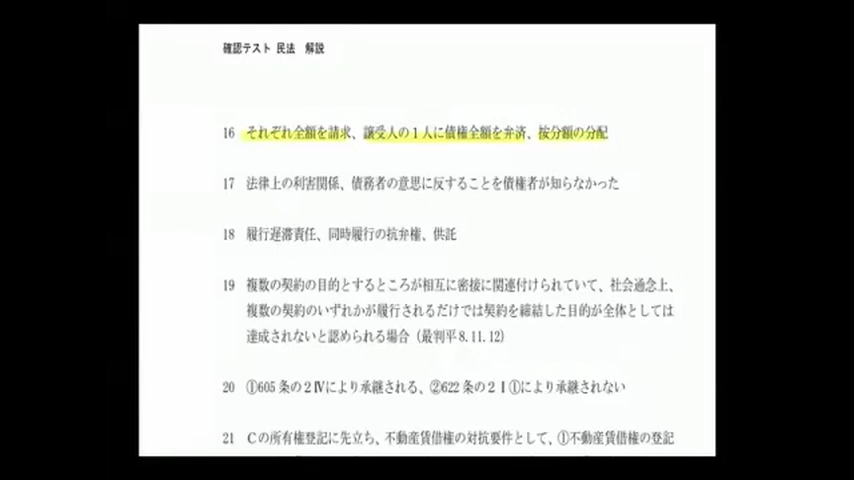 確認テスト 民法　解説
16　それぞれ全額を請求、譲受人の1人に債権全額を弁済、按分額の分配
17　法律上の利害関係、債務者の意思に反することを債権者が知らなかった
18　履行遅滞責任、同時履行の抗弁権、供託
19　複数の契約の目的とするところが相互に密接に関連付けられていて、社会通念上、
複数の契約のいずれかが履行されるだけでは契約を締結した目的が全体としては
達成されないと認められる場合（最判平8.11.12）
20　①605条の2Ⅳにより承継される、②622条の2Ⅰ①により承継されない
21　Cの所有権登記に先立ち、不動産賃借権の対抗要件として、①不動産賃借権の登記